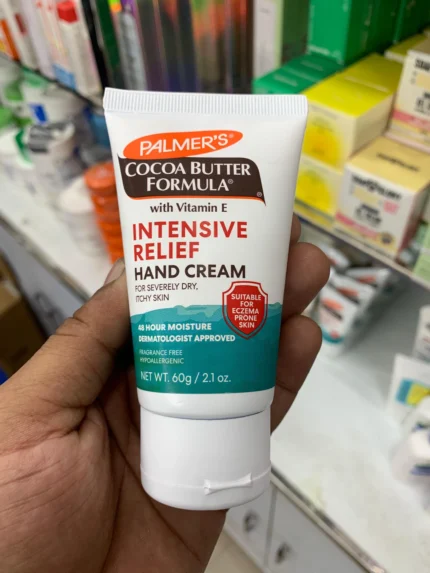 PALMER'S®
COCOA BUTTER
FORMULA®
with Vitamin E
INTENSIVE
RELIEF
HAND CREAM
FOR SEVERELY DRY,
ITCHY SKIN
SUITABLE
FOR
ECZEMA
PRONE
SKIN
48 HOUR MOISTURE
DERMATOLOGIST APPROVED
FRAGRANCE FREE
HYPOALLERGENIC
NET WT. 60g / 2.1 oz.